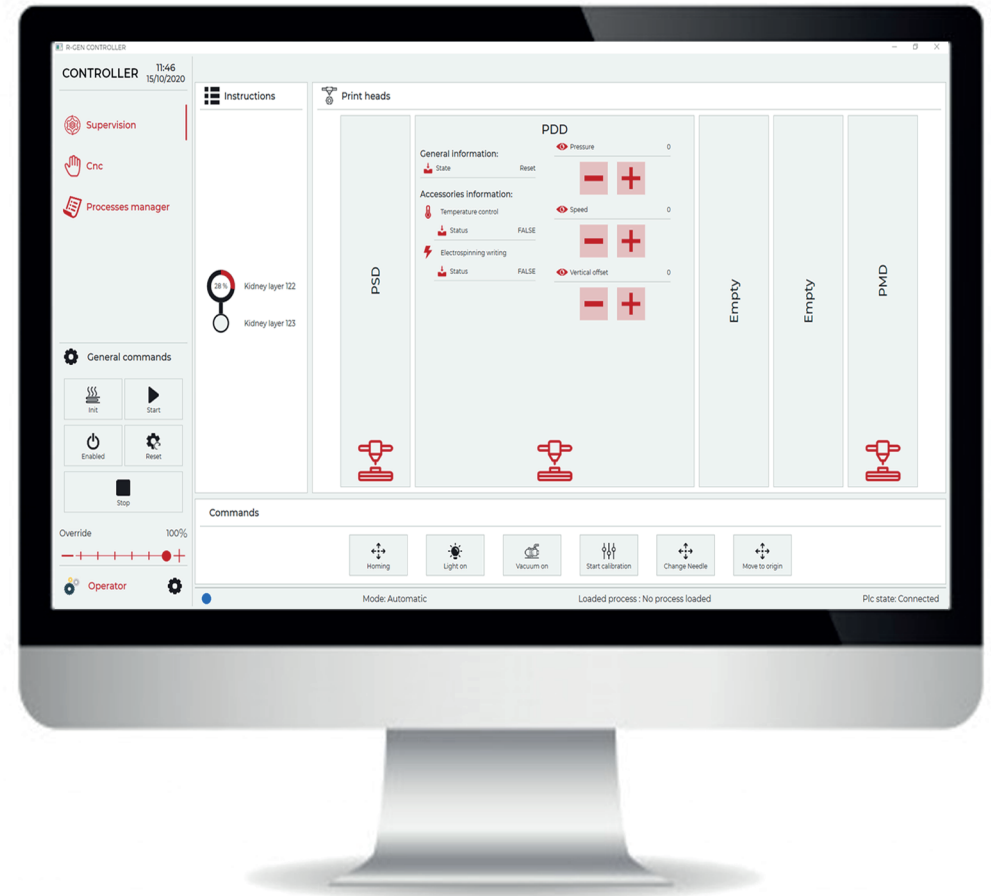 R-GEN CONTROLLER
CONTROLLER
11:46
15/10/2020
Supervision
Cnc
Processes manager
General commands
Init
Start
Enabled
Reset
Stop
Override
100%
Operator
Instructions
28 %
Kidney layer 122
Kidney layer 123
Print heads
PSD
PDD
General information:
State Reset
Accessories information:
Temperature control
Status FALSE
Electrospinning writing
Status FALSE
Pressure 0
Speed 0
Vertical offset 0
Empty
Empty
PMD
Commands
Homing
Light on
Vacuum on
Start calibration
Change Needle
Move to origin
Mode: Automatic
Loaded process : No process loaded
Plc state: Connected